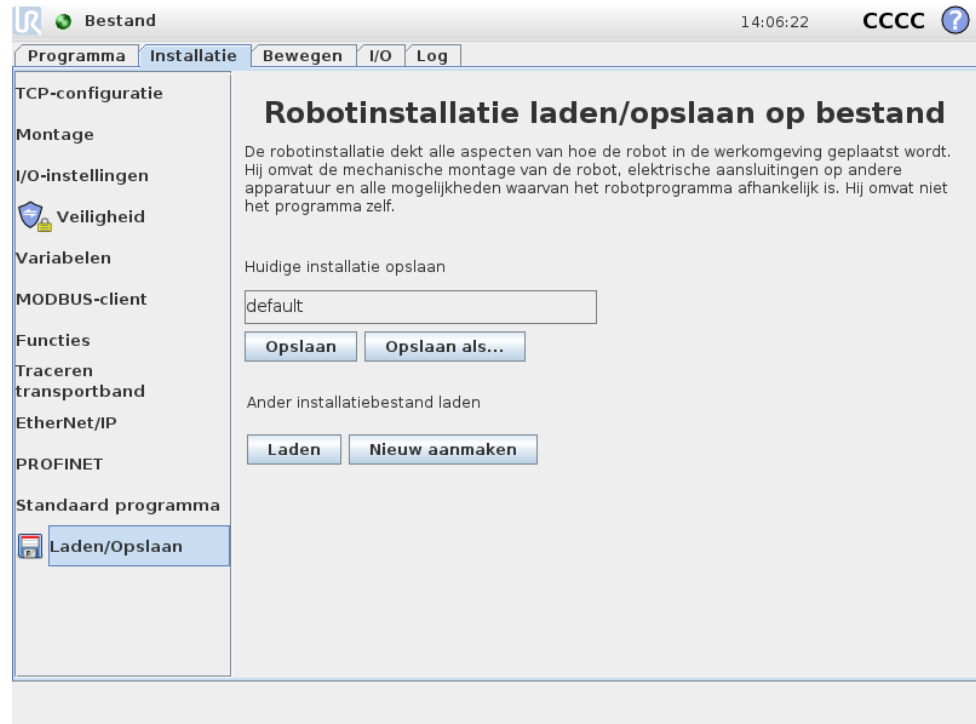 UR Bestand 14:06:22 CCCC ?
Programma Installatie Bewegen I/O Log
TCP-configuratie
Montage
I/O-instellingen
Veiligheid
Variabelen
MODBUS-client
Functies
Traceren
transportband
EtherNet/IP
PROFINET
Standaard programma
Laden/Opslaan
Robotinstallatie laden/opslaan op bestand
De robotinstallatie dekt alle aspecten van hoe de robot in de werkomgeving geplaatst wordt.
Hij omvat de mechanische montage van de robot, elektrische aansluitingen op andere
apparatuur en alle mogelijkheden waarvan het robotprogramma afhankelijk is. Hij omvat niet
het programma zelf.
Huidige installatie opslaan
default
Opslaan Opslaan als...
Ander installatiebestand laden
Laden Nieuw aanmaken